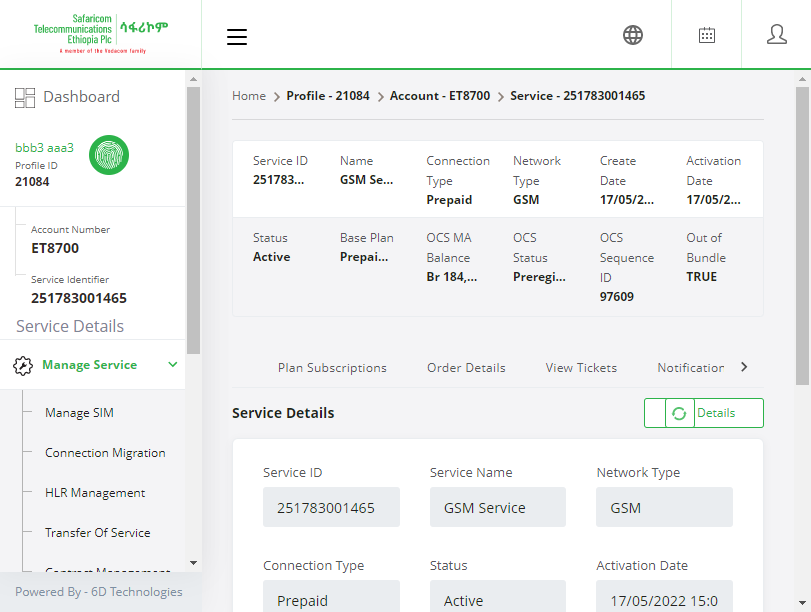 Safaricom
Telecommunications
Ethiopia Plc
ሳፋሪኮም
A member of the Vodacom family
Dashboard
bbb3 aaa3
Profile ID
21084
Account Number
ET8700
Service Identifier
251783001465
Service Details
Manage Service
Manage SIM
Connection Migration
HLR Management
Transfer Of Service
Contract Management
Powered By - 6D Technologies
Home > Profile - 21084 > Account - ET8700 > Service - 251783001465
Service ID
251783...
Name
GSM Se...
Connection
Type
Prepaid
Network
Type
GSM
Create
Date
17/05/2...
Activation
Date
17/05/2...
Status
Active
Base Plan
Prepai...
OCS MA
Balance
Br 184,...
OCS
Status
Preregi...
OCS
Sequence
ID
97609
Out of
Bundle
TRUE
Plan Subscriptions Order Details View Tickets Notification
Service Details
Details
Service ID
251783001465
Service Name
GSM Service
Network Type
GSM
Connection Type
Prepaid
Status
Active
Activation Date
17/05/2022 15:0